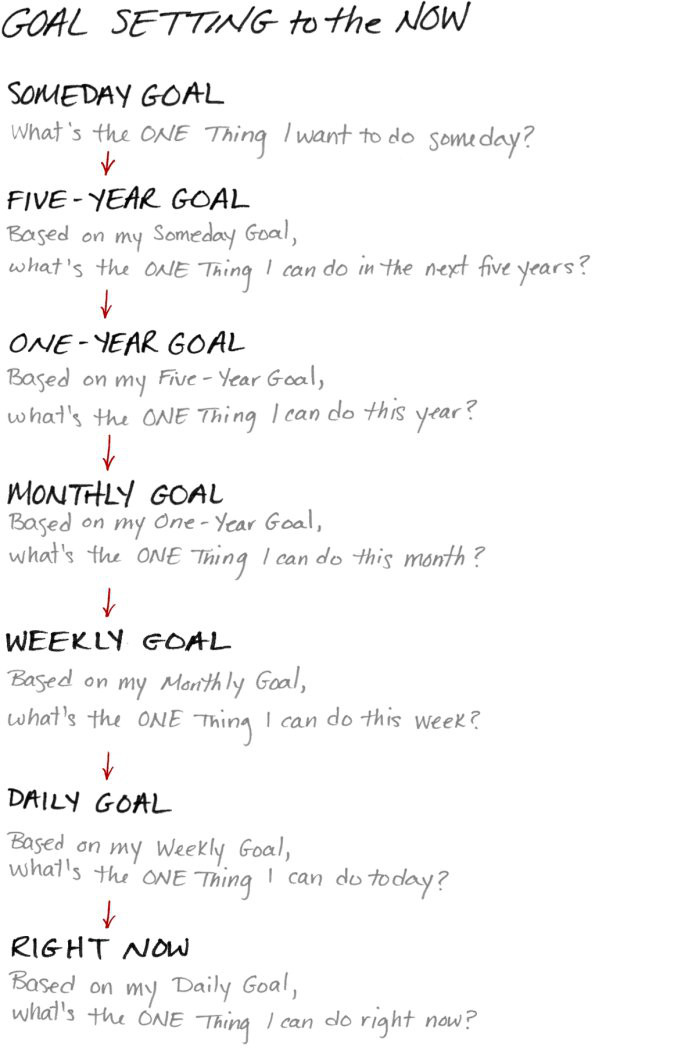 GOAL SETTING to the NOW
SOMEDAY GOAL
What's the ONE Thing I want to do someday?
FIVE-YEAR GOAL
Based on my Someday Goal,
what's the ONE Thing I can do in the next five years?
ONE-YEAR GOAL
Based on my Five-Year Goal,
what's the ONE Thing I can do this year?
MONTHLY GOAL
Based on my One-Year Goal,
what's the ONE Thing I can do this month?
WEEKLY GOAL
Based on my Monthly Goal,
what's the ONE Thing I can do this week?
DAILY GOAL
Based on my Weekly Goal,
what's the ONE Thing I can do today?
RIGHT NOW
Based on my Daily Goal,
what's the ONE Thing I can do right now?